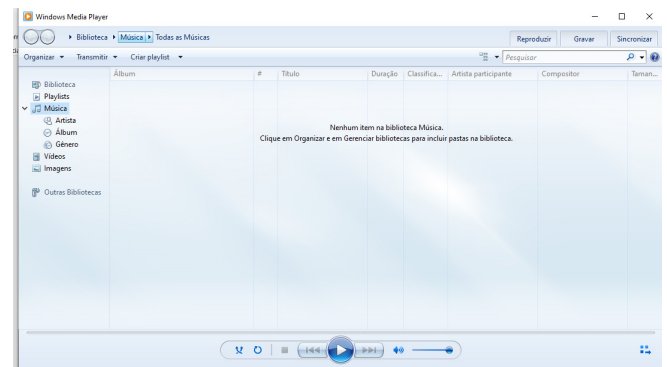 Windows Media Player
Biblioteca Música Todas as Músicas
Reproduzir Gravar Sincronizar
Organizar Transmitir Criar playlist
Pesquisar
Álbum # Título Duração Classifica... Artista participante Compositor Taman...
Biblioteca
Playlists
Música
Artista
Álbum
Gênero
Vídeos
Imagens
Outras Bibliotecas
Nenhum item na biblioteca Música.
Clique em Organizar e em Gerenciar bibliotecas para incluir pastas na biblioteca.